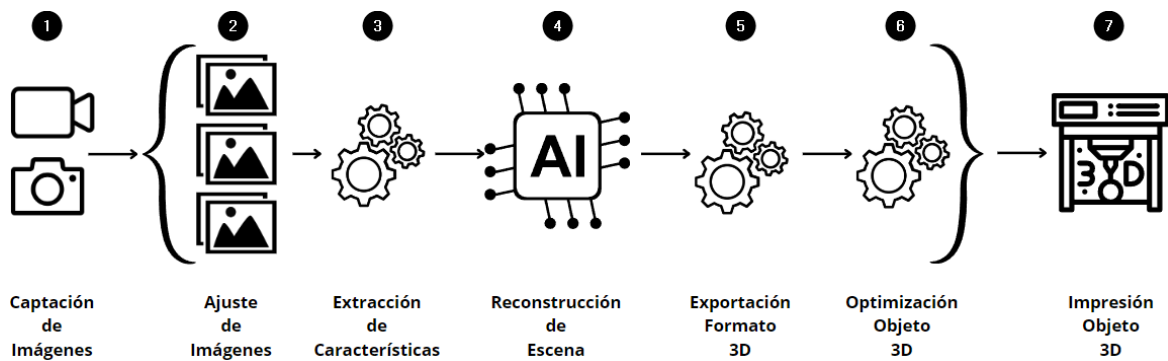 1
2
3
4
5
6
7
AI
3D
Captación
de
Imágenes
Ajuste
de
Imágenes
Extracción
de
Características
Reconstrucción
de
Escena
Exportación
Formato
3D
Optimización
Objeto
3D
Impresión
Objeto
3D